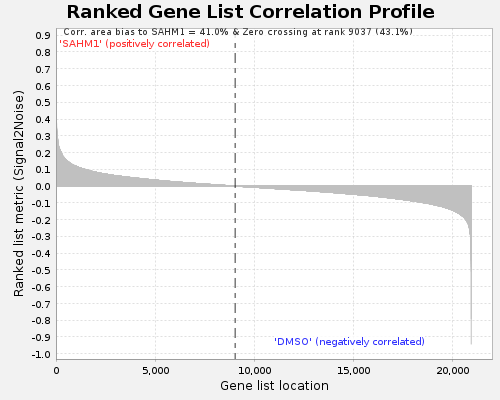 Ranked Gene List Correlation Profile
Corr. area bias to 'SAHM1' = 41.0% & Zero crossing at rank 9037 (43.1%)
'SAHM1' (positively correlated)
0.9
0.8
0.7
0.6
0.5
0.4
0.3
0.2
0.1
0.0
-0.1
-0.2
-0.3
-0.4
-0.5
-0.6
-0.7
-0.8
-0.9
-1.0
Ranked list metric (Signal2Noise)
'DMSO' (negatively correlated)
0 5,000 10,000 15,000 20,000
Gene list location